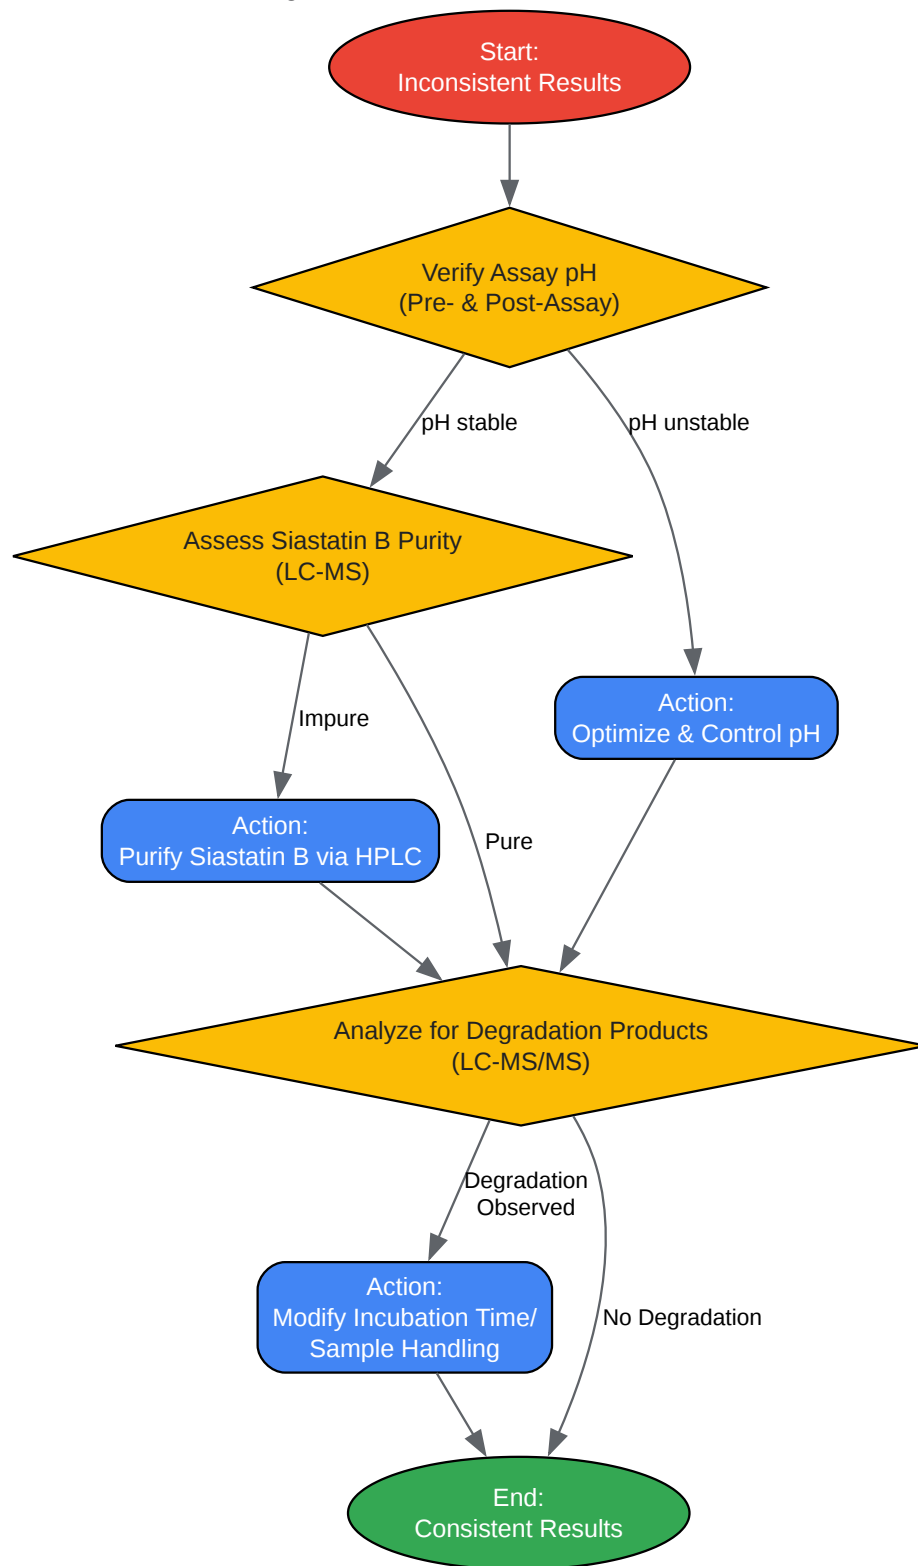 Start:
Inconsistent Results
Verify Assay pH
(Pre- & Post-Assay)
pH stable
pH unstable
Assess Siastatin B Purity
(LC-MS)
Impure
Action:
Optimize & Control pH
Action:
Purify Siastatin B via HPLC
Pure
Analyze for Degradation Products
(LC-MS/MS)
Degradation
Observed
Action:
Modify Incubation Time/
Sample Handling
No Degradation
End:
Consistent Results